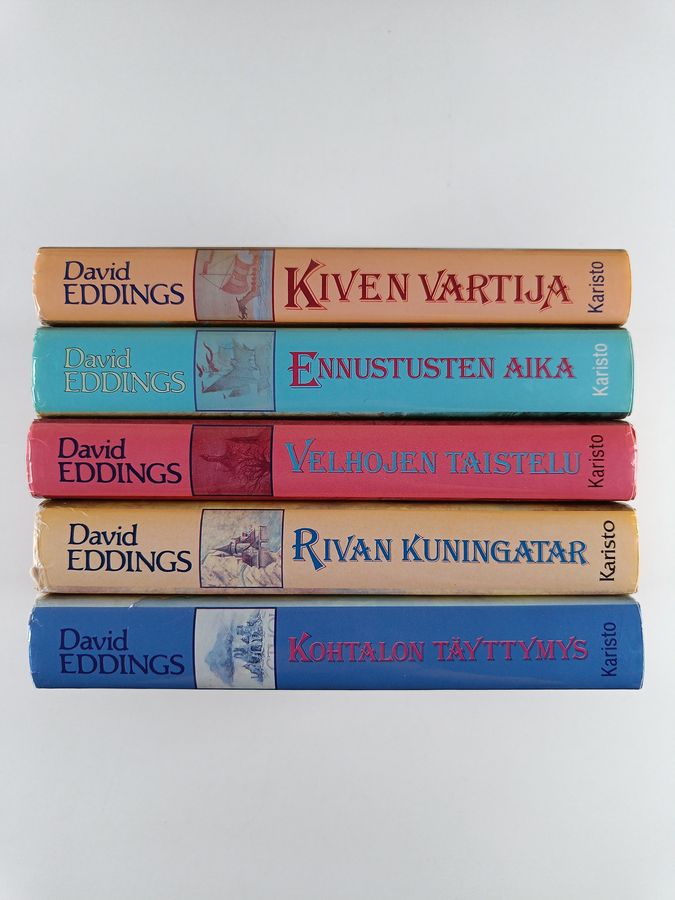 David
EDDINGS
KIVEN VARTIJA
Karisto
David
EDDINGS
ENNUSTUSTEN AIKA
Karisto
David
EDDINGS
VELHOJEN TAISTELU
Karisto
David
EDDINGS
RIVAN KUNINGATAR
Karisto
David
EDDINGS
KOHTALON TÄYTTYMYS
Karisto